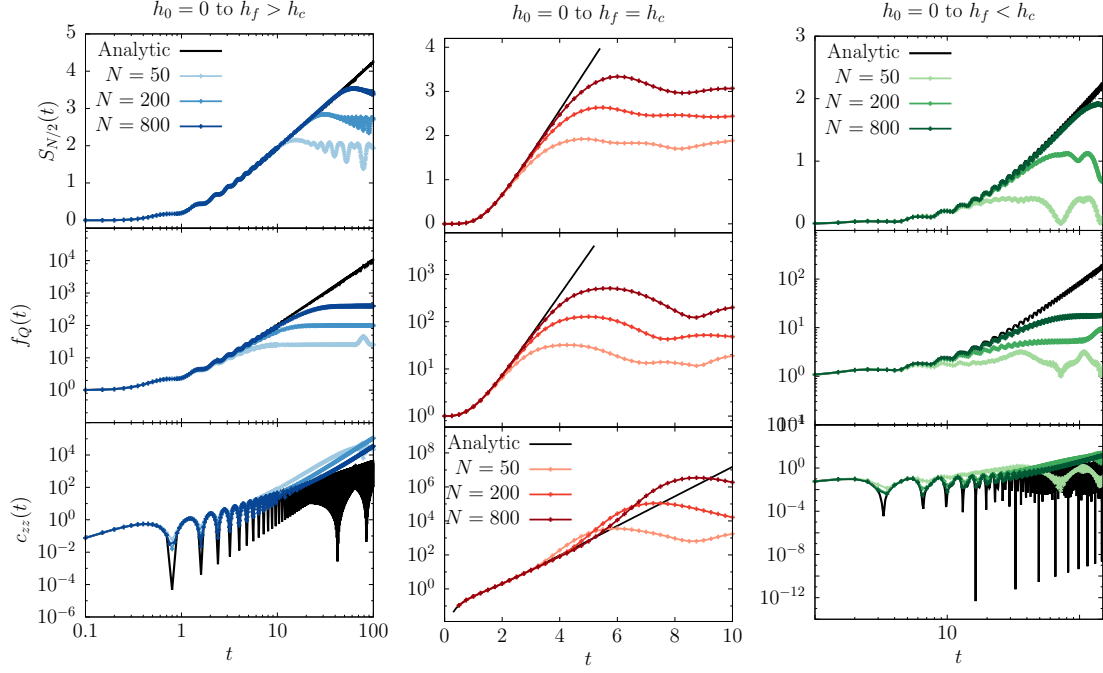 $h_0 = 0$ to $h_f > h_c$
5
4
3
2
1
0
$S_{N/2}(t)$
Analytic
$N = 50$
$N = 200$
$N = 800$
$10^4$
$10^3$
$10^2$
$10^1$
$10^0$
$f_Q(t)$
$10^4$
$10^2$
$10^0$
$10^{-2}$
$10^{-4}$
$10^{-6}$
$c_{zz}(t)$
0.1 1 10 100
$t$
$h_0 = 0$ to $h_f = h_c$
4
3
2
1
0
$10^3$
$10^2$
$10^1$
$10^0$
Analytic
$N = 50$
$N = 200$
$N = 800$
$10^8$
$10^6$
$10^4$
$10^2$
$10^0$
0 2 4 6 8 10
$t$
$h_0 = 0$ to $h_f < h_c$
3
2
1
0
Analytic
$N = 50$
$N = 200$
$N = 800$
$10^2$
$10^1$
$10^0$
$10^{-1}$
$10^4$
$10^0$
$10^{-4}$
$10^{-8}$
$10^{-12}$
10
$t$